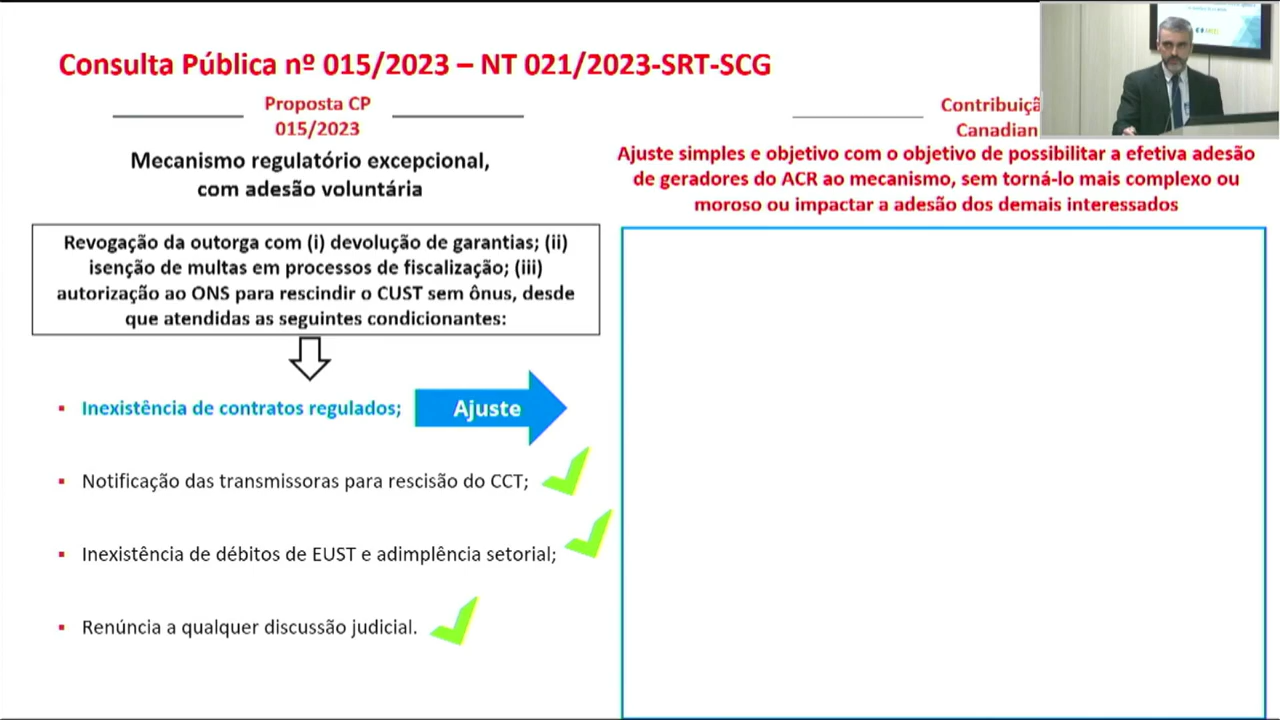 Consulta Pública nº 015/2023 – NT 021/2023-SRT-SCG
Proposta CP
015/2023
Mecanismo regulatório excepcional,
com adesão voluntária
Revogação da outorga com (i) devolução de garantias; (ii)
isenção de multas em processos de fiscalização; (iii)
autorização ao ONS para rescindir o CUST sem ônus, desde
que atendidas as seguintes condicionantes:
Inexistência de contratos regulados;
Ajuste
Notificação das transmissoras para rescisão do CCT;
Inexistência de débitos de EUST e adimplência setorial;
Renúncia a qualquer discussão judicial.
Contribuiçã
Canadian
Ajuste simples e objetivo com o objetivo de possibilitar a efetiva adesão
de geradores do ACR ao mecanismo, sem torná-lo mais complexo ou
moroso ou impactar a adesão dos demais interessados